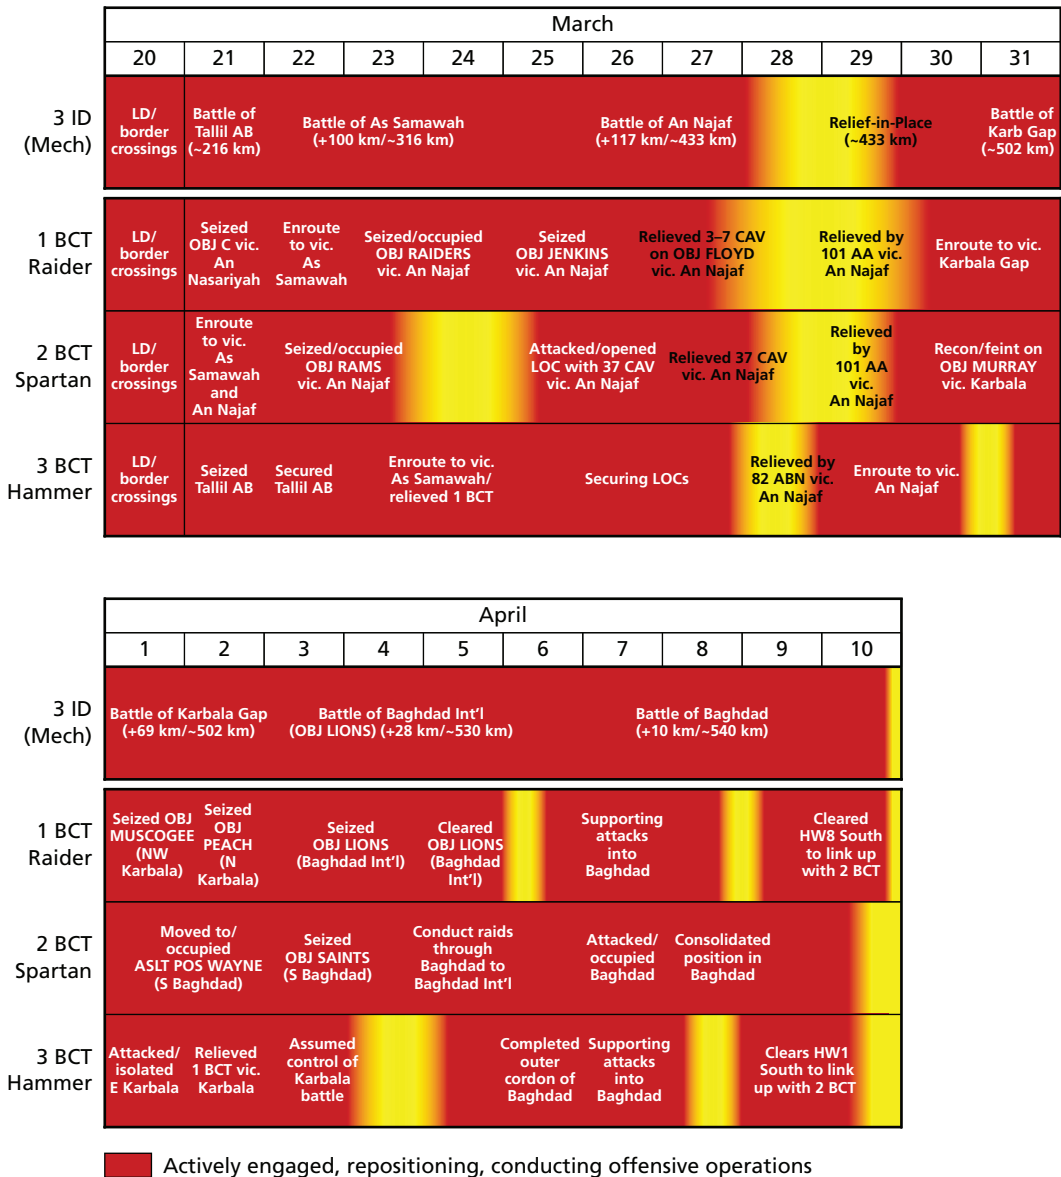 March
20 21 22 23 24 25 26 27 28 29 30 31
3 ID
(Mech)
LD/
border
crossings
Battle of
Tallil AB
(~216 km)
Battle of As Samawah
(+100 km/~316 km)
Battle of An Najaf
(+117 km/~433 km)
Relief-in-Place
(~433 km)
Battle of
Karb Gap
(~502 km)
1 BCT
Raider
LD/
border
crossings
Seized
OBJ C vic.
An
Nasariyah
Enroute
to vic.
As
Samawah
Seized/occupied
OBJ RAIDERS
vic. An Najaf
Seized
OBJ JENKINS
vic. An Najaf
Relieved 3–7 CAV
on OBJ FLOYD
vic. An Najaf
Relieved by
101 AA vic.
An Najaf
Enroute to vic.
Karbala Gap
2 BCT
Spartan
LD/
border
crossings
Enroute
to vic.
As
Samawah
and
An Najaf
Seized/occupied
OBJ RAMS
vic. An Najaf
Attacked/opened
LOC with 37 CAV
vic. An Najaf
Relieved 37 CAV
vic. An Najaf
Relieved
by
101 AA
vic.
An Najaf
Recon/feint on
OBJ MURRAY
vic. Karbala
3 BCT
Hammer
LD/
border
crossings
Seized
Tallil AB
Secured
Tallil AB
Enroute to vic.
As Samawah/
relieved 1 BCT
Securing LOCs
Relieved by
82 ABN vic.
An Najaf
Enroute to vic.
An Najaf
April
1 2 3 4 5 6 7 8 9 10
3 ID
(Mech)
Battle of Karbala Gap
(+69 km/~502 km)
Battle of Baghdad Int’l
(OBJ LIONS) (+28 km/~530 km)
Battle of Baghdad
(+10 km/~540 km)
1 BCT
Raider
Seized OBJ
MUSCOGEE
(NW
Karbala)
Seized
OBJ
PEACH
(N
Karbala)
Seized
OBJ LIONS
(Baghdad Int’l)
Cleared
OBJ LIONS
(Baghdad
Int’l)
Supporting
attacks
into
Baghdad
Cleared
HW8 South
to link up
with 2 BCT
2 BCT
Spartan
Moved to/
occupied
ASLT POS WAYNE
(S Baghdad)
Seized
OBJ SAINTS
(S Baghdad)
Conduct raids
through
Baghdad to
Baghdad Int’l
Attacked/
occupied
Baghdad
Consolidated
position in
Baghdad
3 BCT
Hammer
Attacked/
isolated
E Karbala
Relieved
1 BCT vic.
Karbala
Assumed
control of
Karbala
battle
Completed
outer
cordon of
Baghdad
Supporting
attacks
into
Baghdad
Clears HW1
South to link
up with 2 BCT
Actively engaged, repositioning, conducting offensive operations